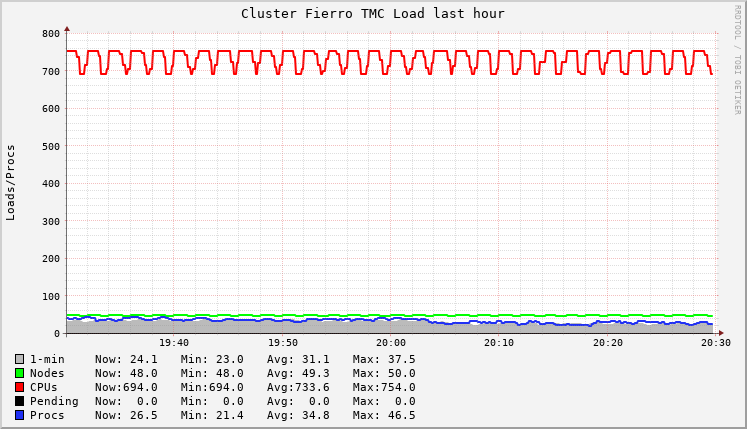 Cluster Fierro TMC Load last hour
RRDTOOL / TOBI OETIKER
Loads/Procs
800
700
600
500
400
300
200
100
0
19:40 19:50 20:00 20:10 20:20 20:30
1-min Now: 24.1 Min: 23.0 Avg: 31.1 Max: 37.5
Nodes Now: 48.0 Min: 48.0 Avg: 49.3 Max: 50.0
CPUs Now:694.0 Min:694.0 Avg:733.6 Max:754.0
Pending Now: 0.0 Min: 0.0 Avg: 0.0 Max: 0.0
Procs Now: 26.5 Min: 21.4 Avg: 34.8 Max: 46.5